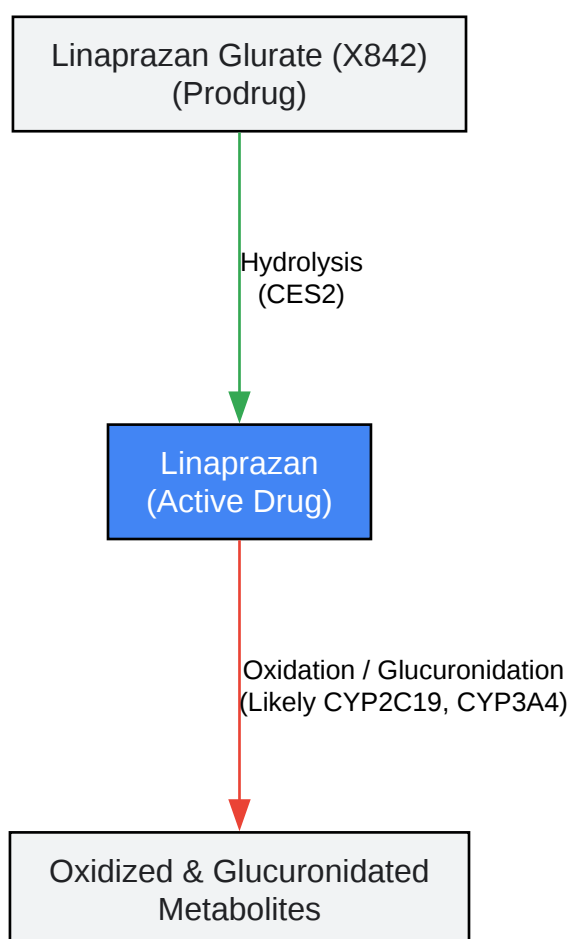 Linaprazan Glurate (X842)
(Prodrug)
Hydrolysis
(CES2)
Linaprazan
(Active Drug)
Oxidation / Glucuronidation
(Likely CYP2C19, CYP3A4)
Oxidized & Glucuronidated
Metabolites